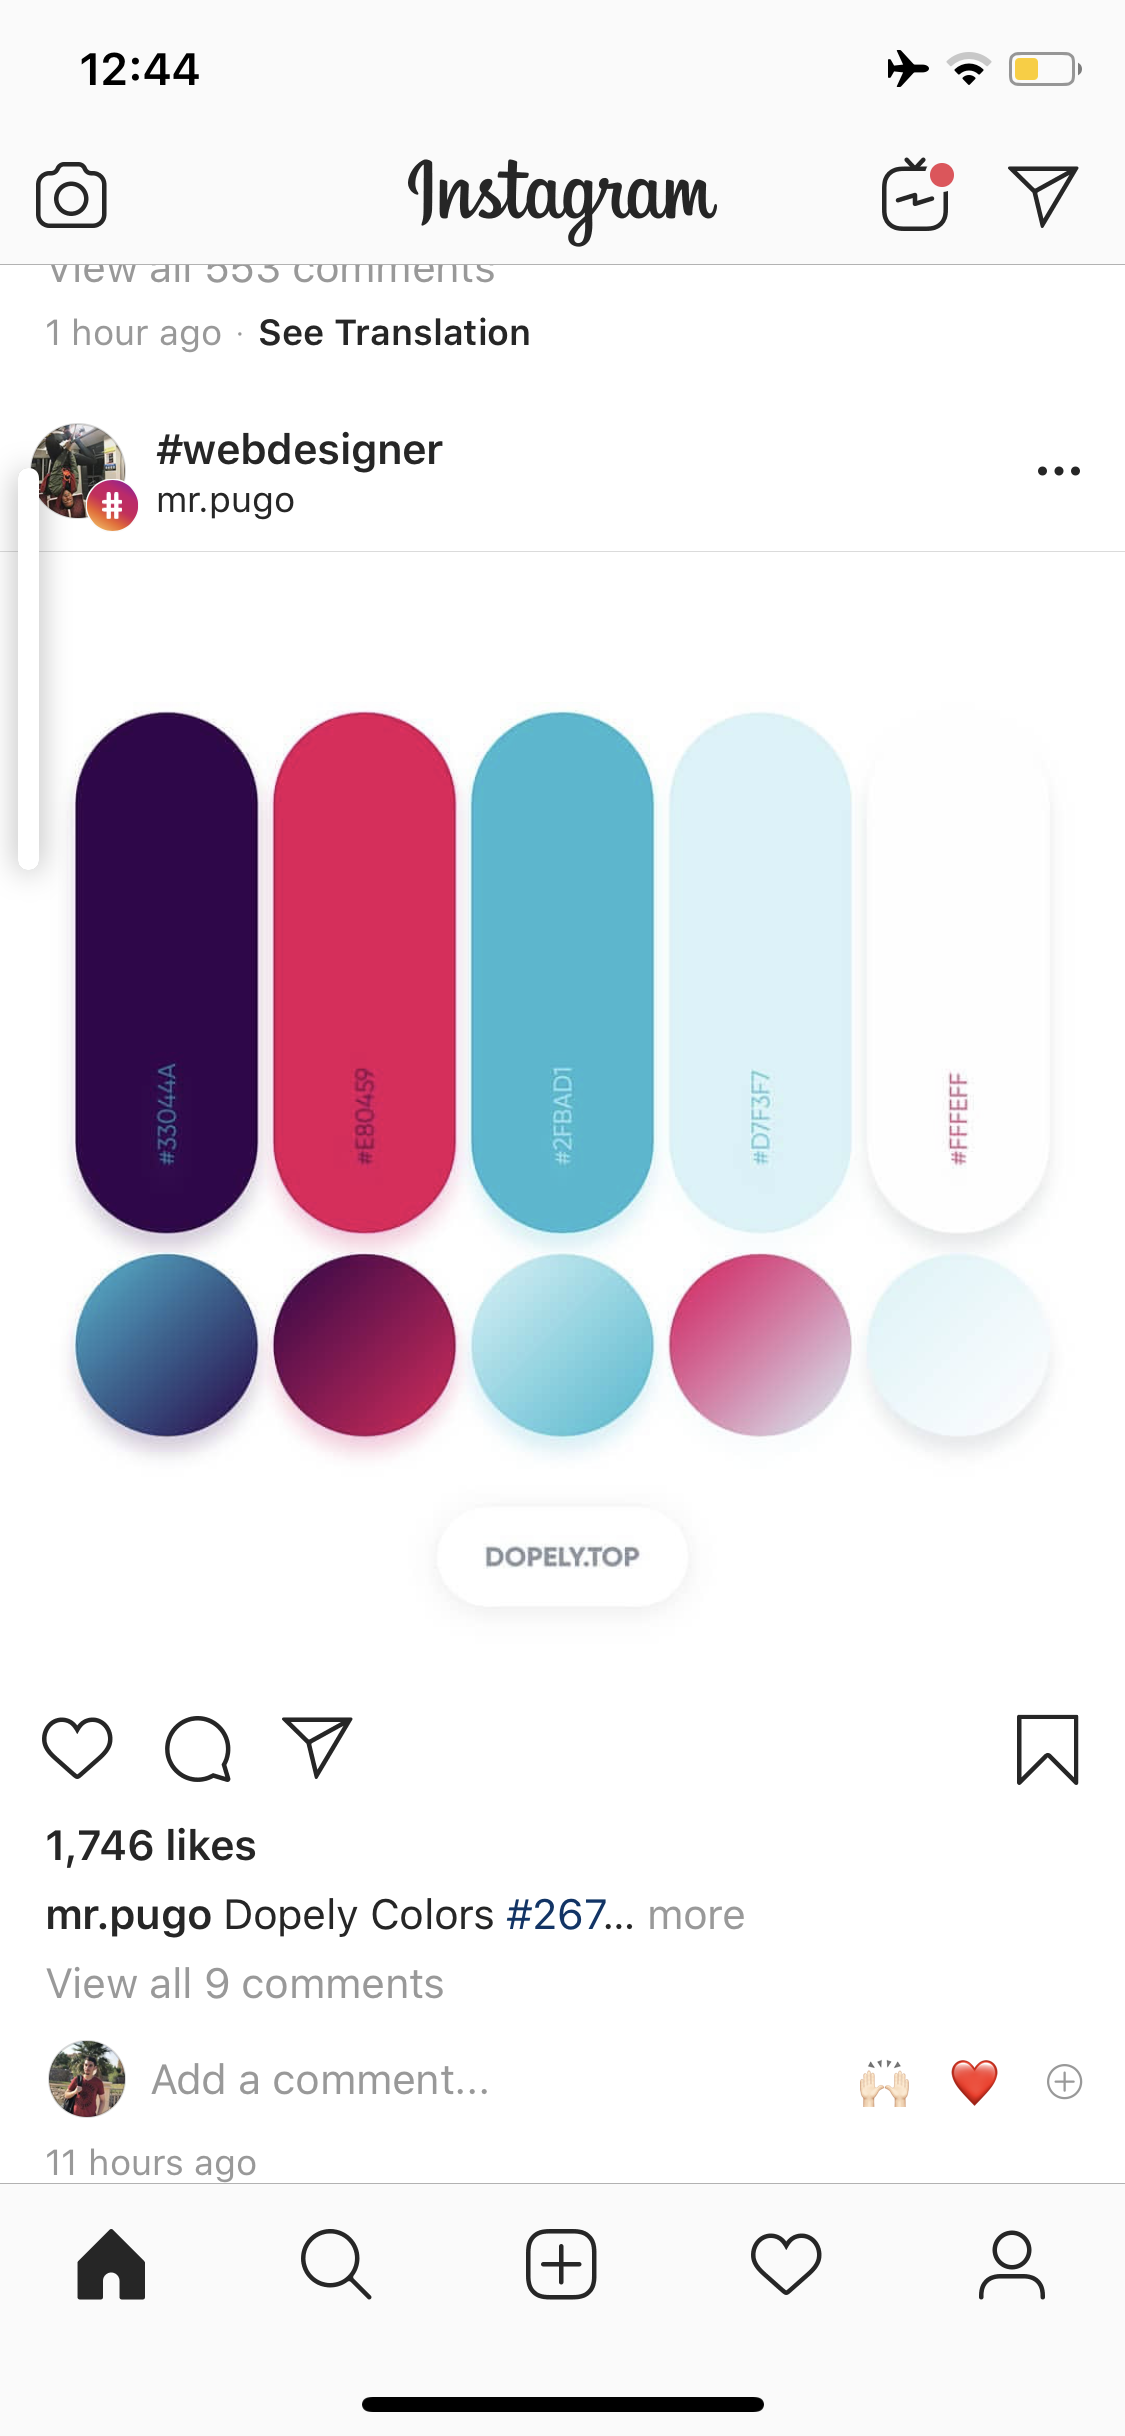 12:44
Instagram
View all 553 comments
1 hour ago · See Translation
#webdesigner
mr.pugo
#33044A
#E80459
#2FBAD1
#D7F3F7
#FFFEFF
DOPELY.TOP
1,746 likes
mr.pugo Dopely Colors #267... more
View all 9 comments
Add a comment...
11 hours ago